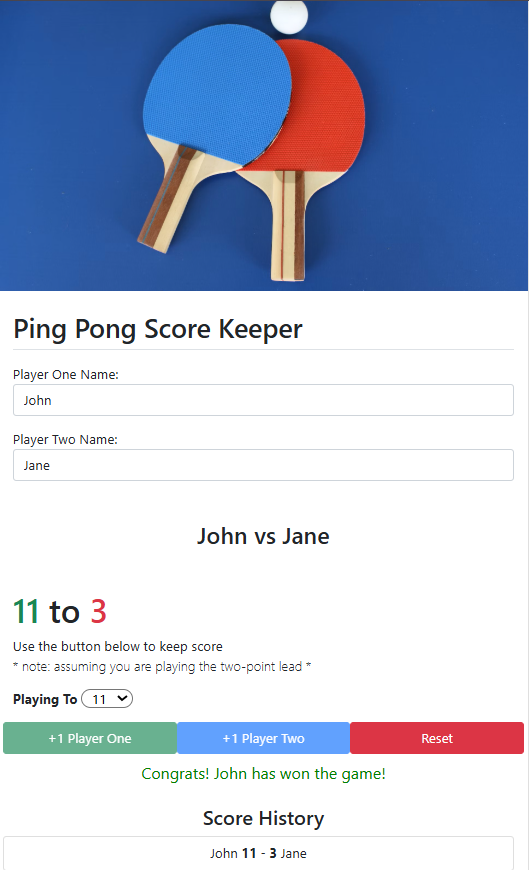 Ping Pong Score Keeper
Player One Name:
John
Player Two Name:
Jane
John vs Jane
11 to 3
Use the button below to keep score
* note: assuming you are playing the two-point lead *
Playing To 11
+1 Player One +1 Player Two Reset
Congrats! John has won the game!
Score History
John 11 - 3 Jane